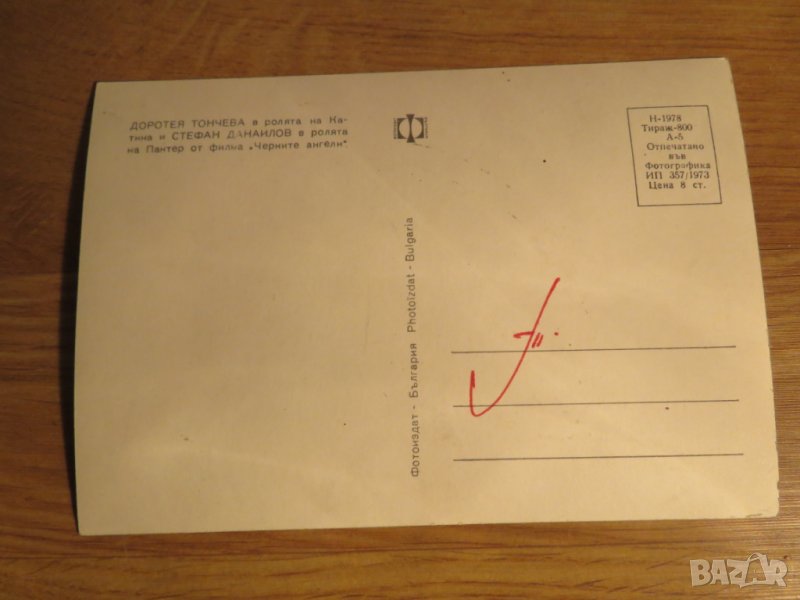 ДОРОТЕЯ ТОНЧЕВА в ролята на Ка-
тина и СТЕФАН ДАНАИЛОВ в ролята
на Пантер от филма „Черните ангели“
Н-1978
Тираж-800
А-5
Отпечатано
във
Фотографика
ИП 357/1973
Цена 8 ст.
Фотоиздат - България Photoizdat - Bulgaria
BAZAR